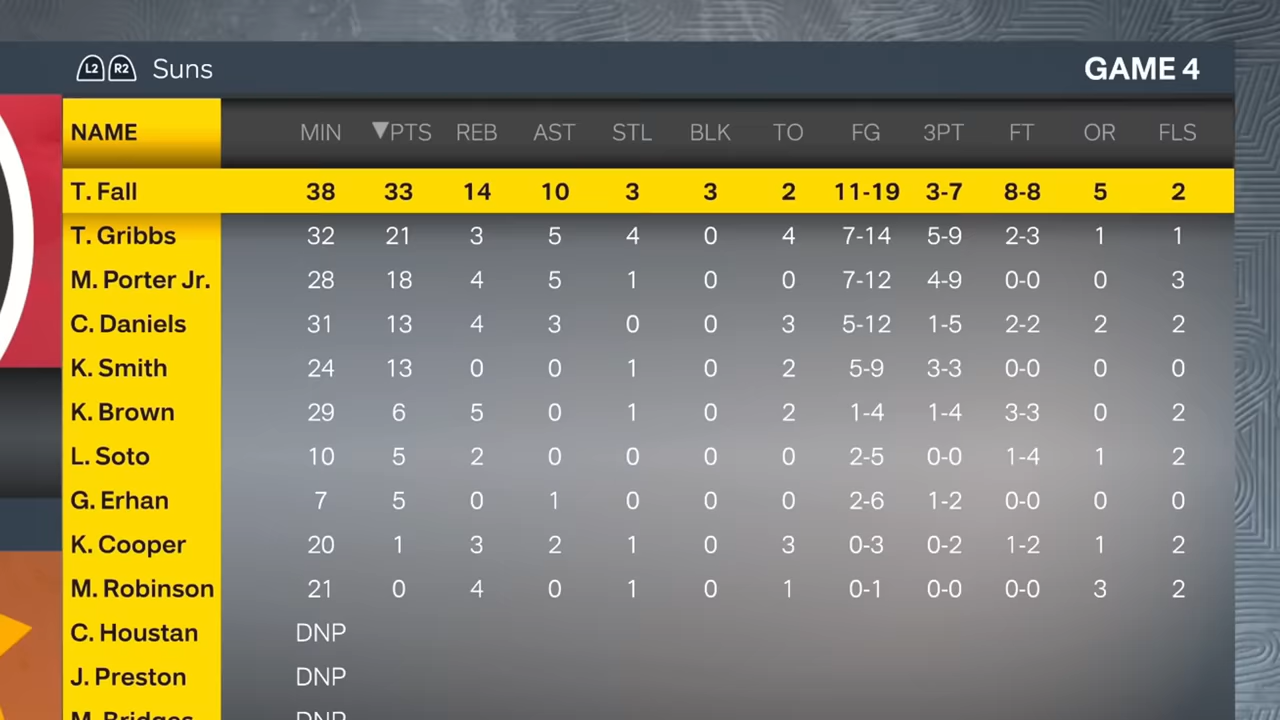 L2 R2 Suns GAME 4
NAME MIN ▼PTS REB AST STL BLK TO FG 3PT FT OR FLS
T. Fall 38 33 14 10 3 3 2 11-19 3-7 8-8 5 2
T. Gribbs 32 21 3 5 4 0 4 7-14 5-9 2-3 1 1
M. Porter Jr. 28 18 4 5 1 0 0 7-12 4-9 0-0 0 3
C. Daniels 31 13 4 3 0 0 3 5-12 1-5 2-2 2 2
K. Smith 24 13 0 0 1 0 2 5-9 3-3 0-0 0 0
K. Brown 29 6 5 0 1 0 2 1-4 1-4 3-3 0 2
L. Soto 10 5 2 0 0 0 0 2-5 0-0 1-4 1 2
G. Erhan 7 5 0 1 0 0 0 2-6 1-2 0-0 0 0
K. Cooper 20 1 3 2 1 0 3 0-3 0-2 1-2 1 2
M. Robinson 21 0 4 0 1 0 1 0-1 0-0 0-0 3 2
C. Houstan DNP
J. Preston DNP
M. Bridges DNP